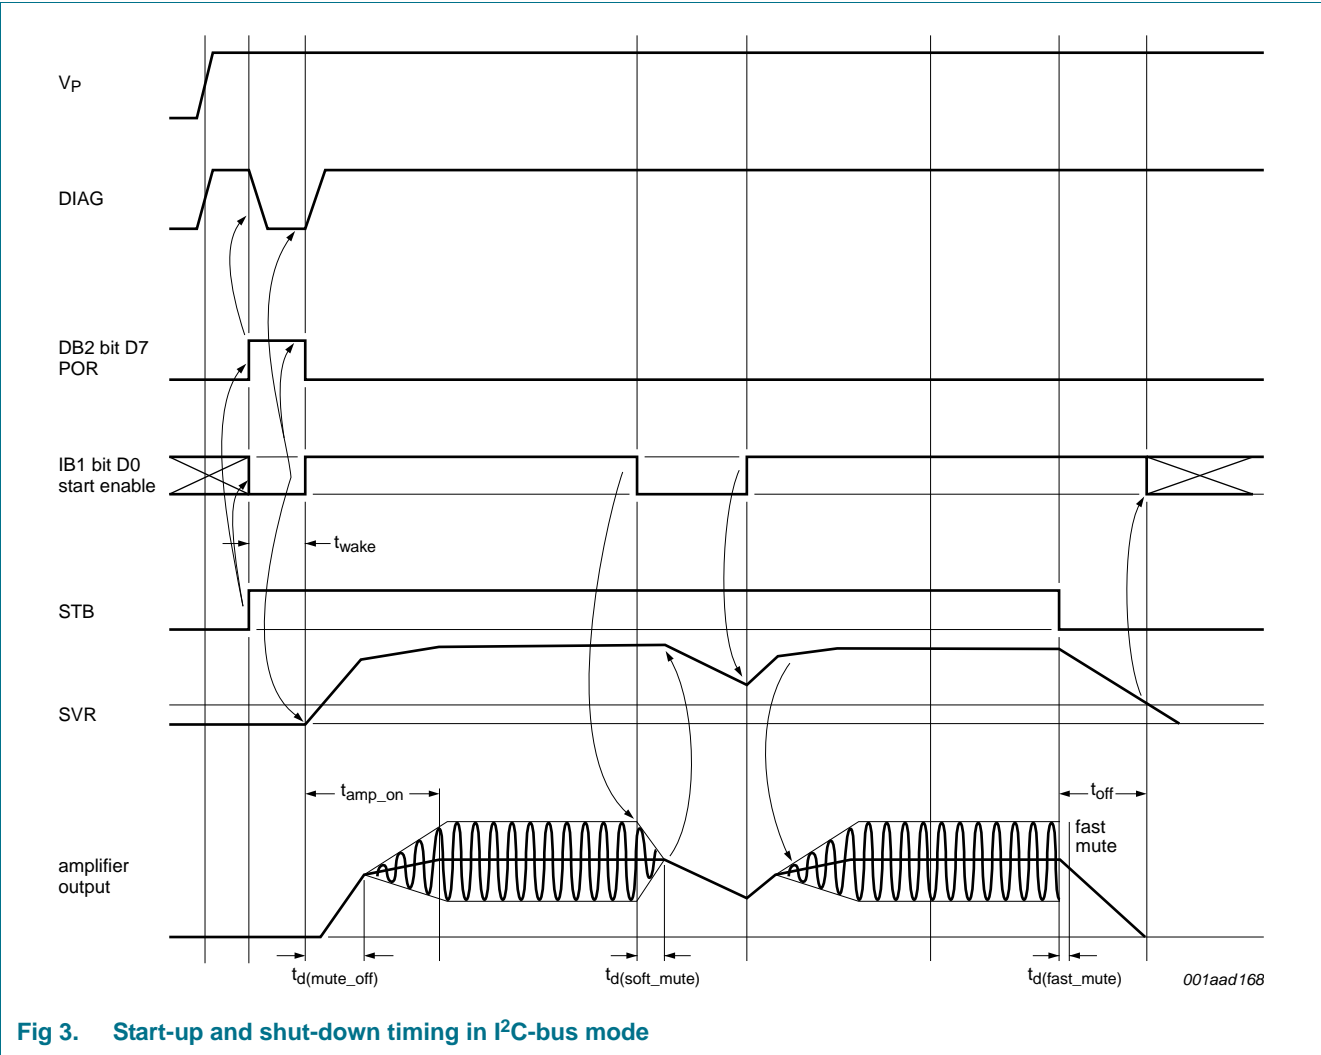 VP
DIAG
DB2 bit D7
POR
IB1 bit D0
start enable
twake
STB
SVR
tamp_on
toff
fast
mute
amplifier
output
td(mute_off)
td(soft_mute)
td(fast_mute)
001aad168
Fig 3. Start-up and shut-down timing in I2C-bus mode